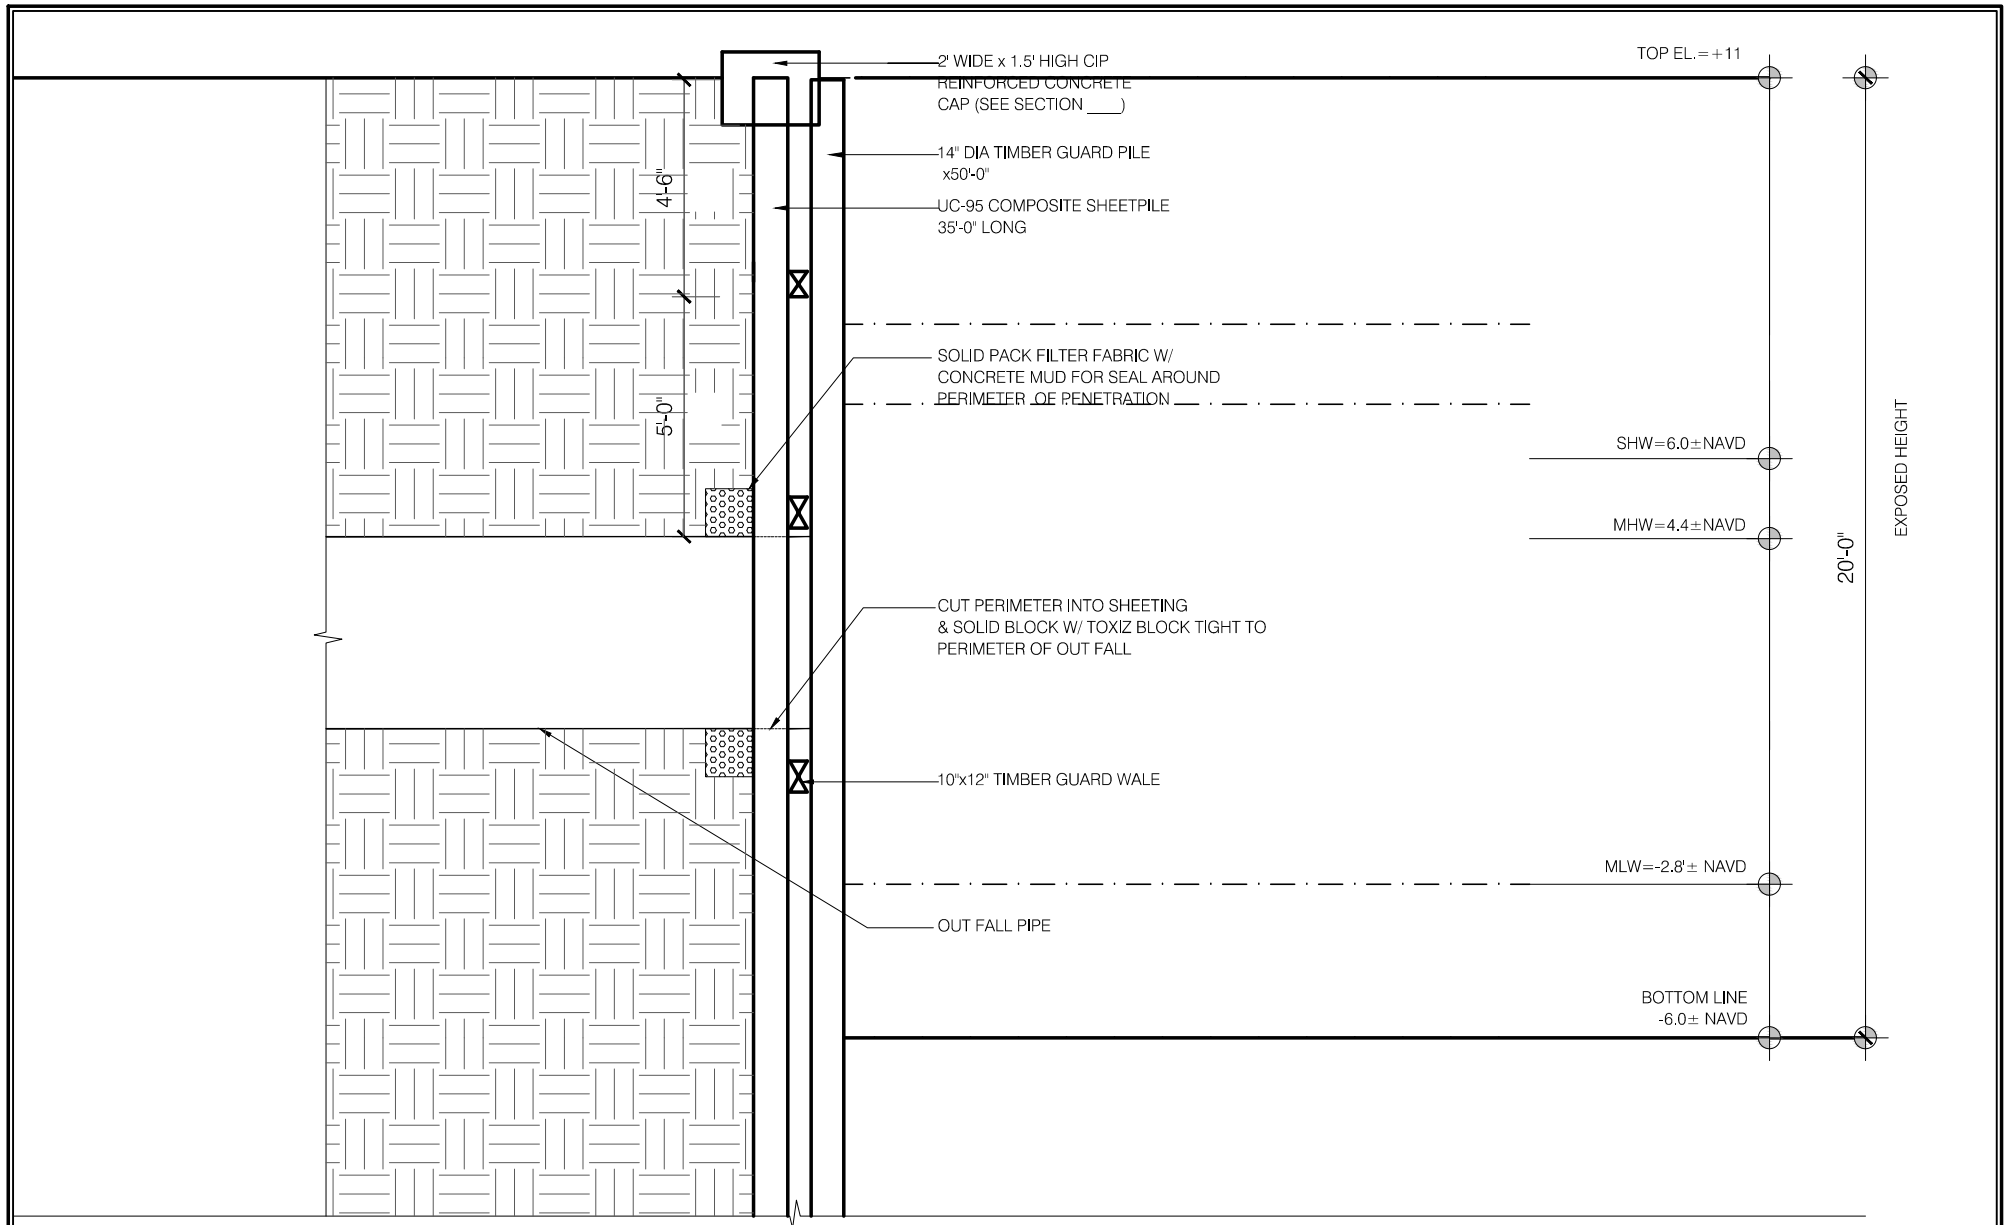 2' WIDE x 1.5' HIGH CIP
REINFORCED CONCRETE
CAP (SEE SECTION ____)
TOP EL.=+11
14" DIA TIMBER GUARD PILE
x50'-0"
4'-6"
UC-95 COMPOSITE SHEETPILE
35'-0" LONG
SOLID PACK FILTER FABRIC W/
CONCRETE MUD FOR SEAL AROUND
PERIMETER OF PENETRATION
5'-0"
SHW=6.0±NAVD
EXPOSED HEIGHT
MHW=4.4±NAVD
20'-0"
CUT PERIMETER INTO SHEETING
& SOLID BLOCK W/ TOXIZ BLOCK TIGHT TO
PERIMETER OF OUT FALL
10"x12" TIMBER GUARD WALE
MLW=-2.8'± NAVD
OUT FALL PIPE
BOTTOM LINE
-6.0± NAVD